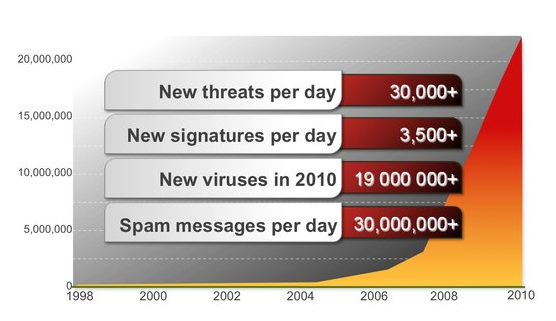 20,000,000
New threats per day 30,000+
15,000,000
New signatures per day 3,500+
10,000,000
New viruses in 2010 19 000 000+
5,000,000
Spam messages per day 30,000,000+
0
1998 2000 2002 2004 2006 2008 2010